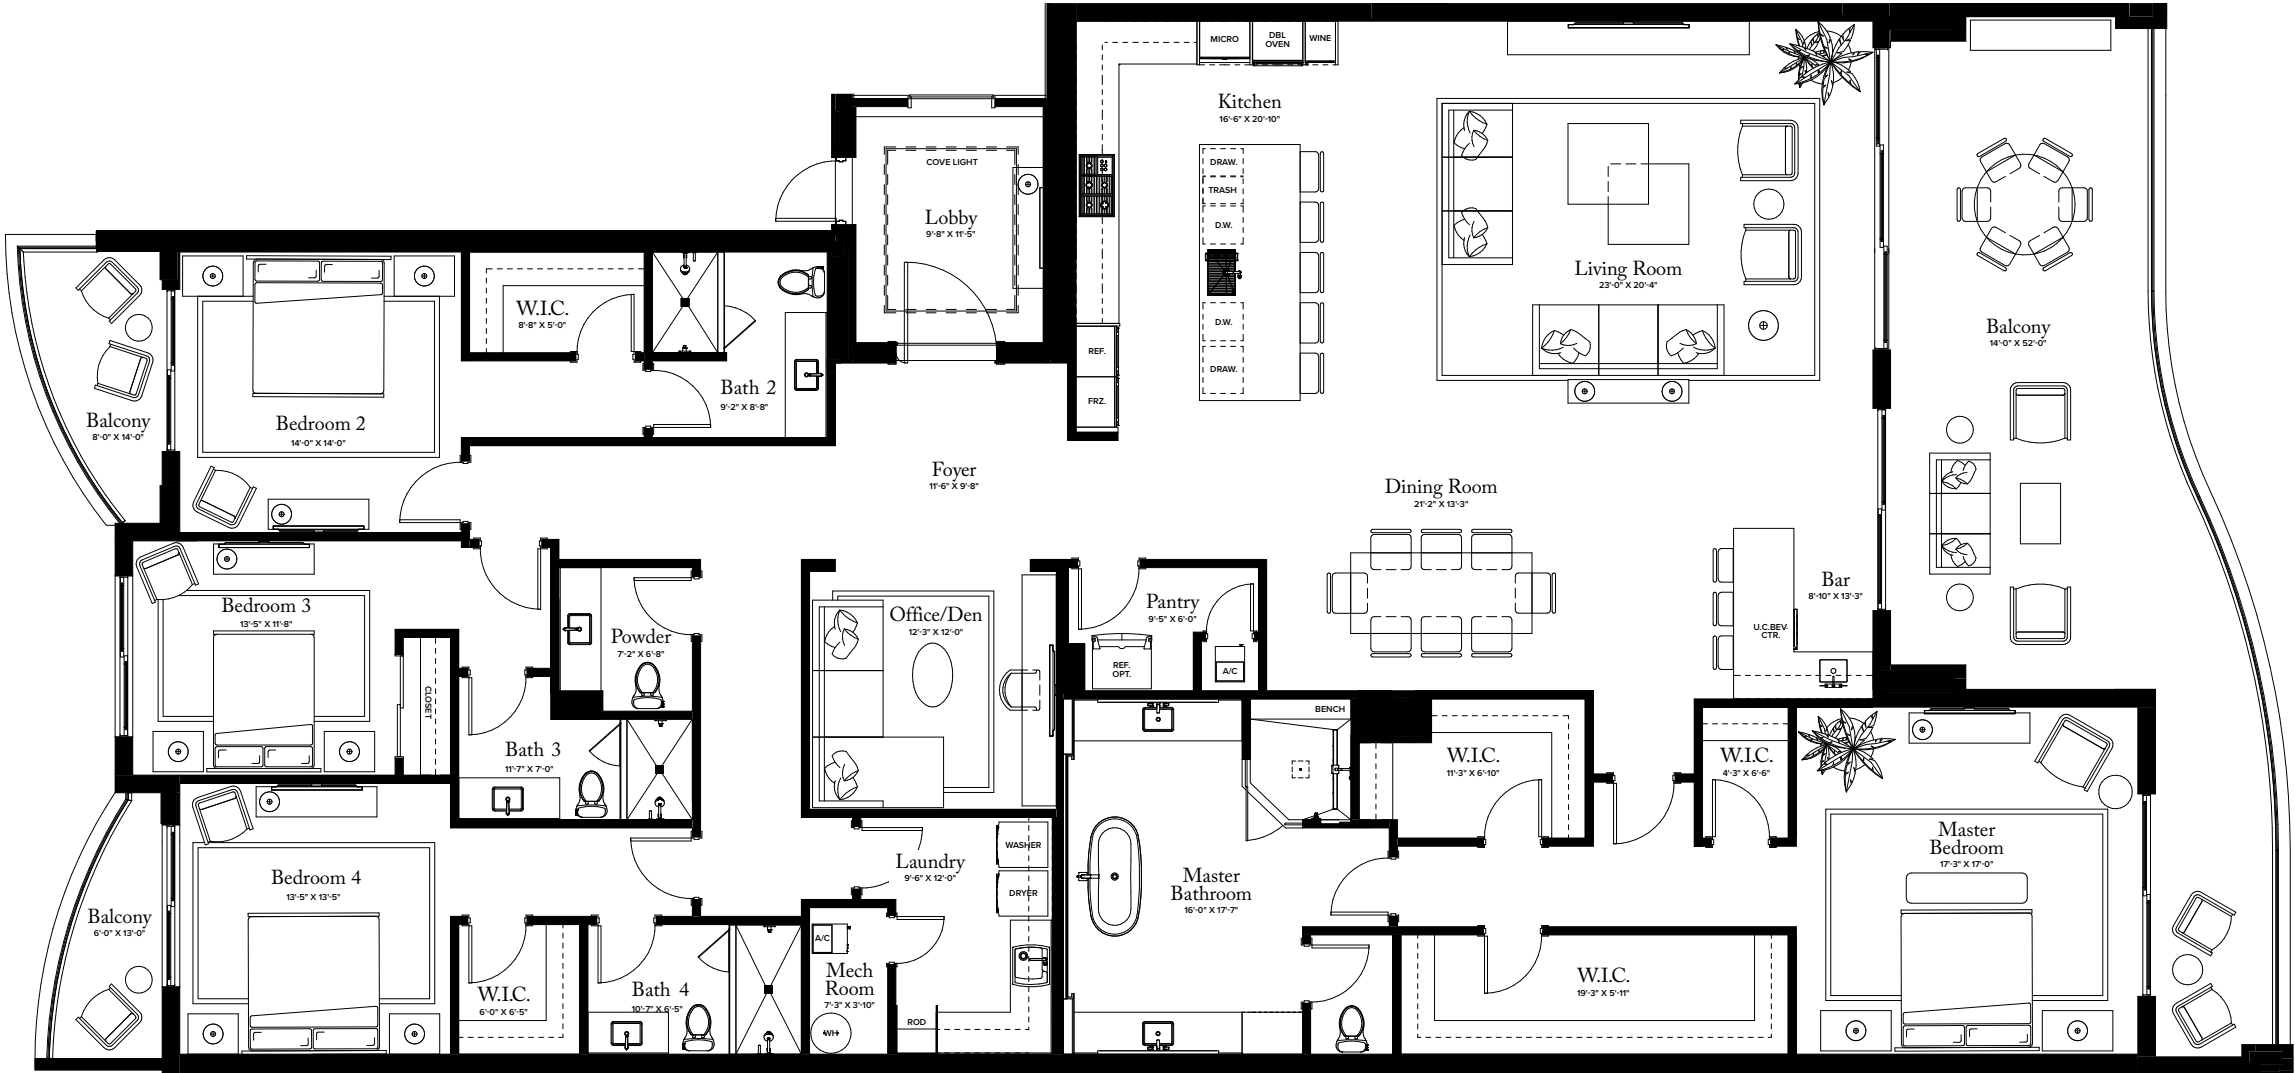 MICRO
DBL
OVEN
WINE
Kitchen
16'-6" X 20'-10"
COVE LIGHT
DRAW.
TRASH
Lobby
9'-8" X 11'-5"
D.W.
Living Room
23'-0" X 20'-4"
W.I.C.
8'-8" X 5'-0"
D.W.
Balcony
14'-0" X 52'-0"
REF.
DRAW.
Bath 2
9'-2" X 8'-8"
FRZ.
Balcony
8'-0" X 14'-0"
Bedroom 2
14'-0" X 14'-0"
Foyer
11'-6" X 9'-8"
Dining Room
21'-2" X 13'-3"
Bar
8'-10" X 13'-3"
Bedroom 3
13'-5" X 11'-8"
Office/Den
12'-3" X 12'-0"
Pantry
9'-5" X 6'-0"
Powder
7'-2" X 6'-8"
U.C.BEV-
CTR.
REF.
OPT.
A/C
CLOSET
BENCH
Bath 3
11'-7" X 7'-0"
W.I.C.
11'-3" X 6'-10"
W.I.C.
4'-3" X 6'-6"
Master
Bedroom
17'-3" X 17'-0"
WASHER
Laundry
9'-6" X 12'-0"
Bedroom 4
13'-5" X 13'-5"
Master
Bathroom
16'-0" X 17'-7"
DRYER
Balcony
6'-0" X 13'-0"
A/C
Mech
Room
7'-3" X 3'-10"
W.I.C.
19'-3" X 5'-11"
W.I.C.
6'-0" X 6'-5"
Bath 4
10'-7" X 6'-5"
ROD
WH